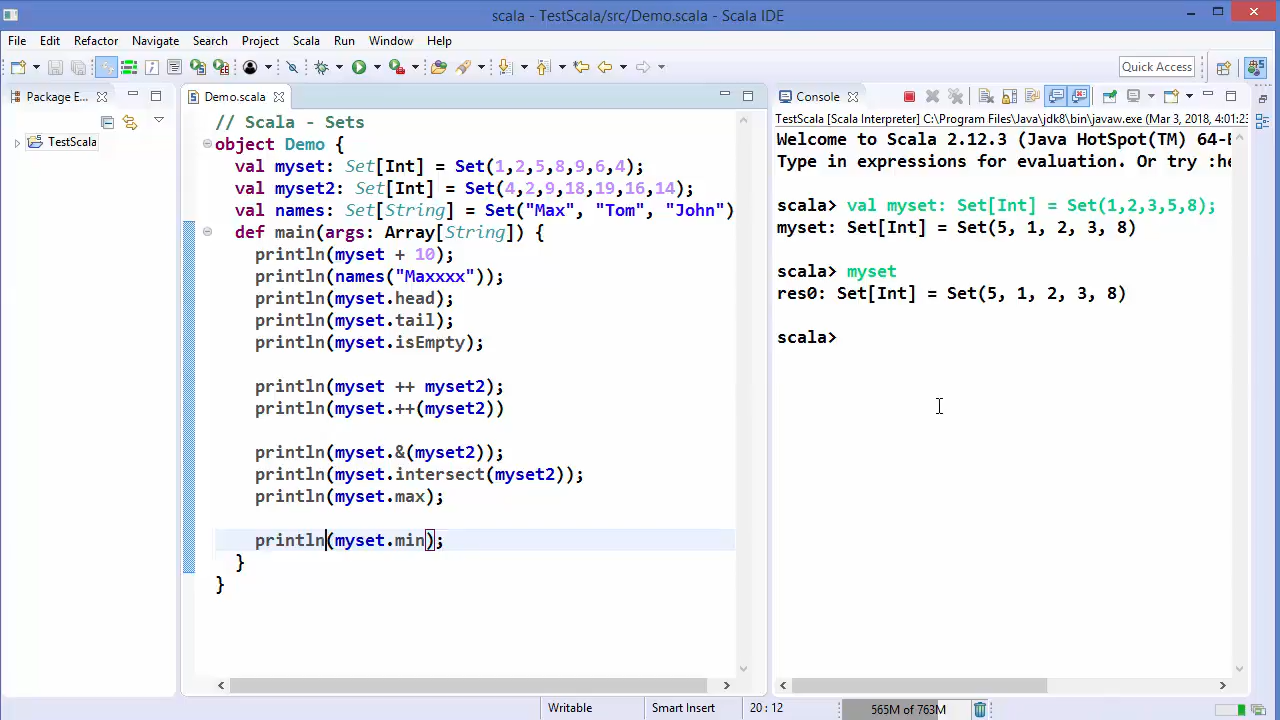 scala - TestScala/src/Demo.scala - Scala IDE
File Edit Refactor Navigate Search Project Scala Run Window Help
Quick Access
Package E...
TestScala
Demo.scala
// Scala - Sets
object Demo {
val myset: Set[Int] = Set(1,2,5,8,9,6,4);
val myset2: Set[Int] = Set(4,2,9,18,19,16,14);
val names: Set[String] = Set("Max", "Tom", "John")
def main(args: Array[String]) {
println(myset + 10);
println(names("Maxxxx"));
println(myset.head);
println(myset.tail);
println(myset.isEmpty);
println(myset ++ myset2);
println(myset.++(myset2))
println(myset.&(myset2));
println(myset.intersect(myset2));
println(myset.max);
println(myset.min);
}
}
Console
TestScala [Scala Interpreter] C:\Program Files\Java\jdk8\bin\javaw.exe (Mar 3, 2018, 4:01:23
Welcome to Scala 2.12.3 (Java HotSpot(TM) 64-B
Type in expressions for evaluation. Or try :he
scala> val myset: Set[Int] = Set(1,2,3,5,8);
myset: Set[Int] = Set(5, 1, 2, 3, 8)
scala> myset
res0: Set[Int] = Set(5, 1, 2, 3, 8)
scala>
Writable Smart Insert 20 : 12 565M of 763M